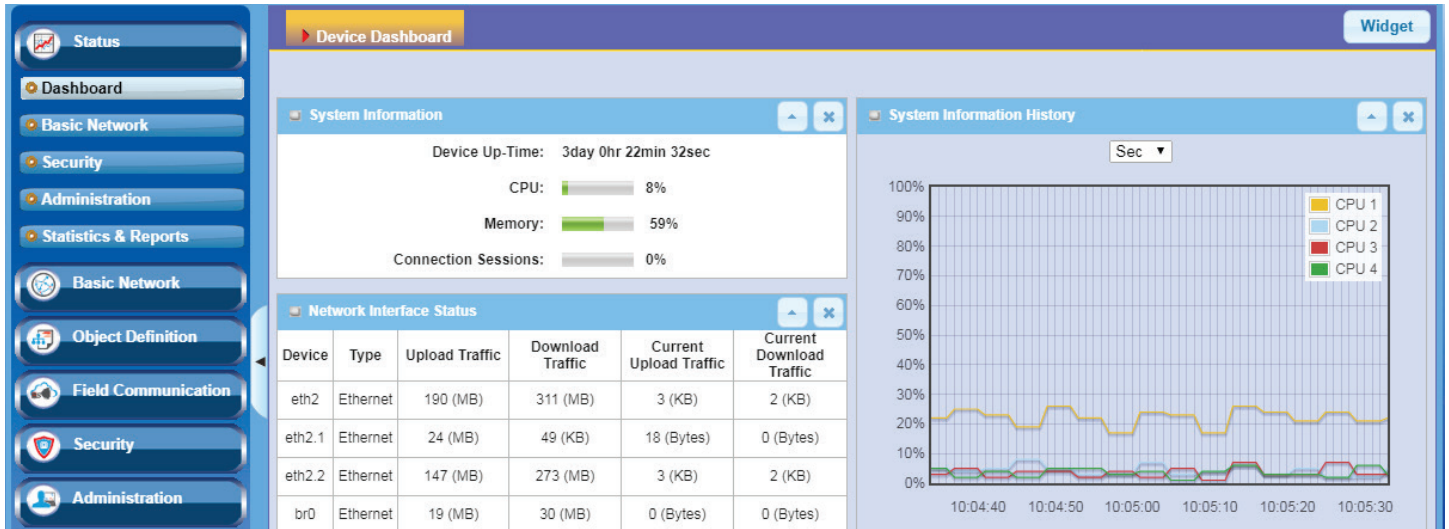 Status
Dashboard
Basic Network
Security
Administration
Statistics & Reports
Basic Network
Object Definition
Field Communication
Security
Administration
Device Dashboard
Widget
System Information
Device Up-Time: 3day 0hr 22min 32sec
CPU: 8%
Memory: 59%
Connection Sessions: 0%
Network Interface Status
Device Type Upload Traffic Download Traffic Current Upload Traffic Current Download Traffic
eth2 Ethernet 190 (MB) 311 (MB) 3 (KB) 2 (KB)
eth2.1 Ethernet 24 (MB) 49 (KB) 18 (Bytes) 0 (Bytes)
eth2.2 Ethernet 147 (MB) 273 (MB) 3 (KB) 2 (KB)
br0 Ethernet 19 (MB) 30 (MB) 0 (Bytes) 0 (Bytes)
System Information History
Sec
100%
90%
80%
70%
60%
50%
40%
30%
20%
10%
0%
CPU 1
CPU 2
CPU 3
CPU 4
10:04:40 10:04:50 10:05:00 10:05:10 10:05:20 10:05:30